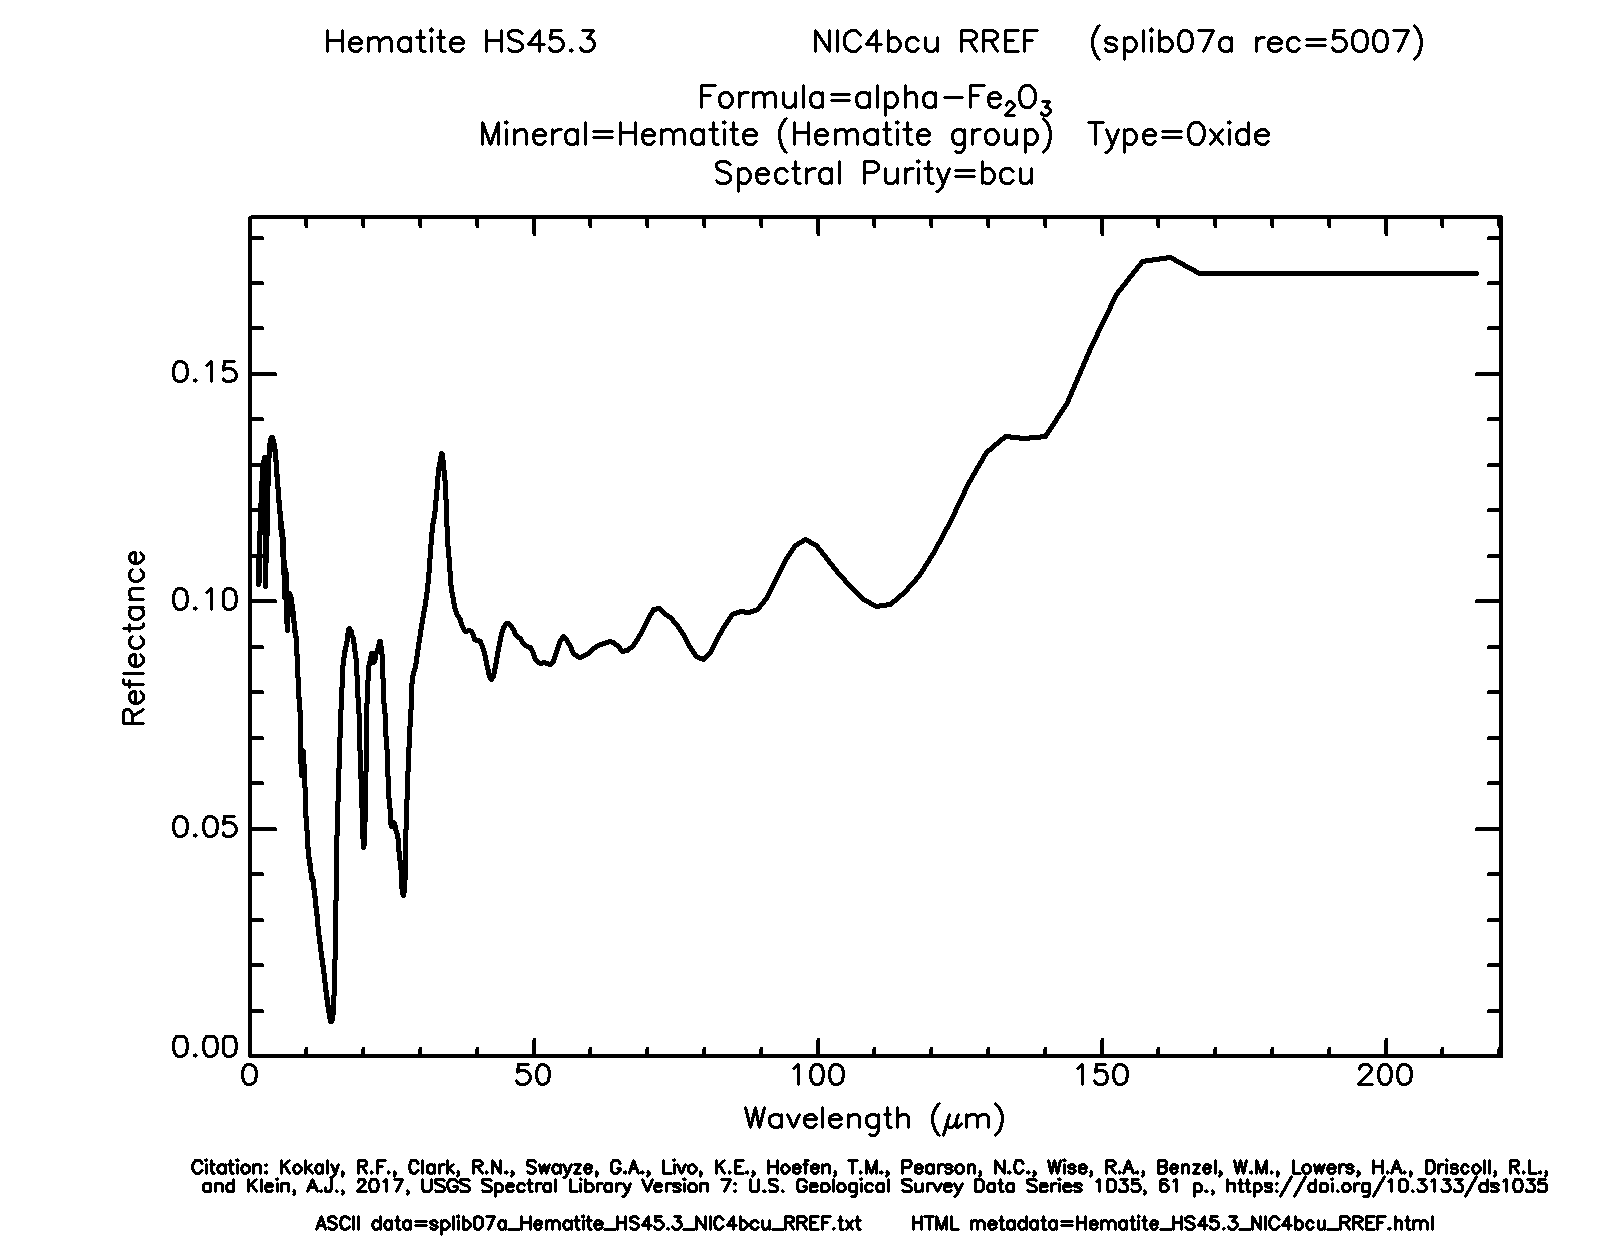 Hematite HS45.3 NIC4bcu RREF (splib07a rec=5007)
Formula=alpha-Fe2O3
Mineral=Hematite (Hematite group) Type=Oxide
Spectral Purity=bcu
0.15
0.10
0.05
0.00
Reflectance
0 50 100 150 200
Wavelength (μm)
Citation: Kokaly, R.F., Clark, R.N., Swayze, G.A., Livo, K.E., Hoefen, T.M., Pearson, N.C., Wise, R.A., Benzel, W.M., Lowers, H.A., Driscoll, R.L.,
and Klein, A.J., 2017, USGS Spectral Library Version 7: U.S. Geological Survey Data Series 1035, 61 p., https://doi.org/10.3133/ds1035
ASCII data=splib07a_Hematite_HS45.3_NIC4bcu_RREF.txt HTML metadata=Hematite_HS45.3_NIC4bcu_RREF.html